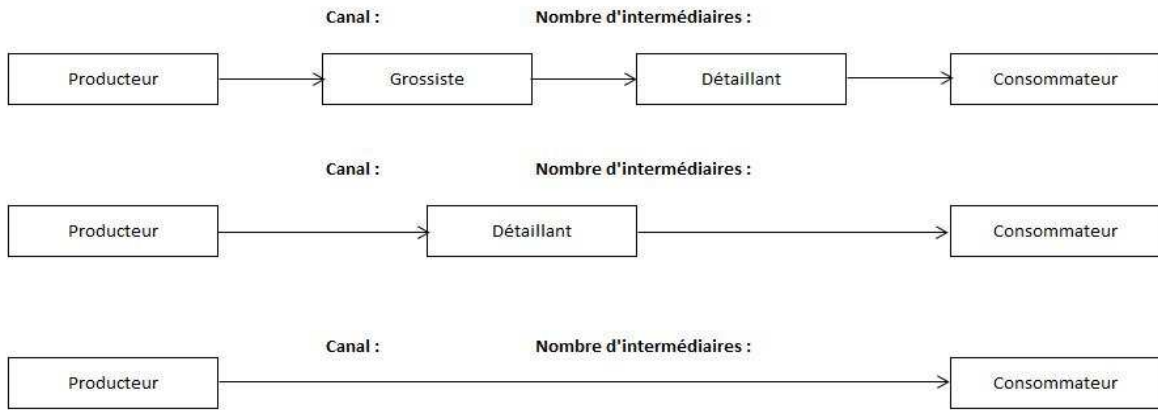 Canal : Nombre d'intermédiaires :
Producteur Grossiste Détaillant Consommateur
Canal : Nombre d'intermédiaires :
Producteur Détaillant Consommateur
Canal : Nombre d'intermédiaires :
Producteur Consommateur